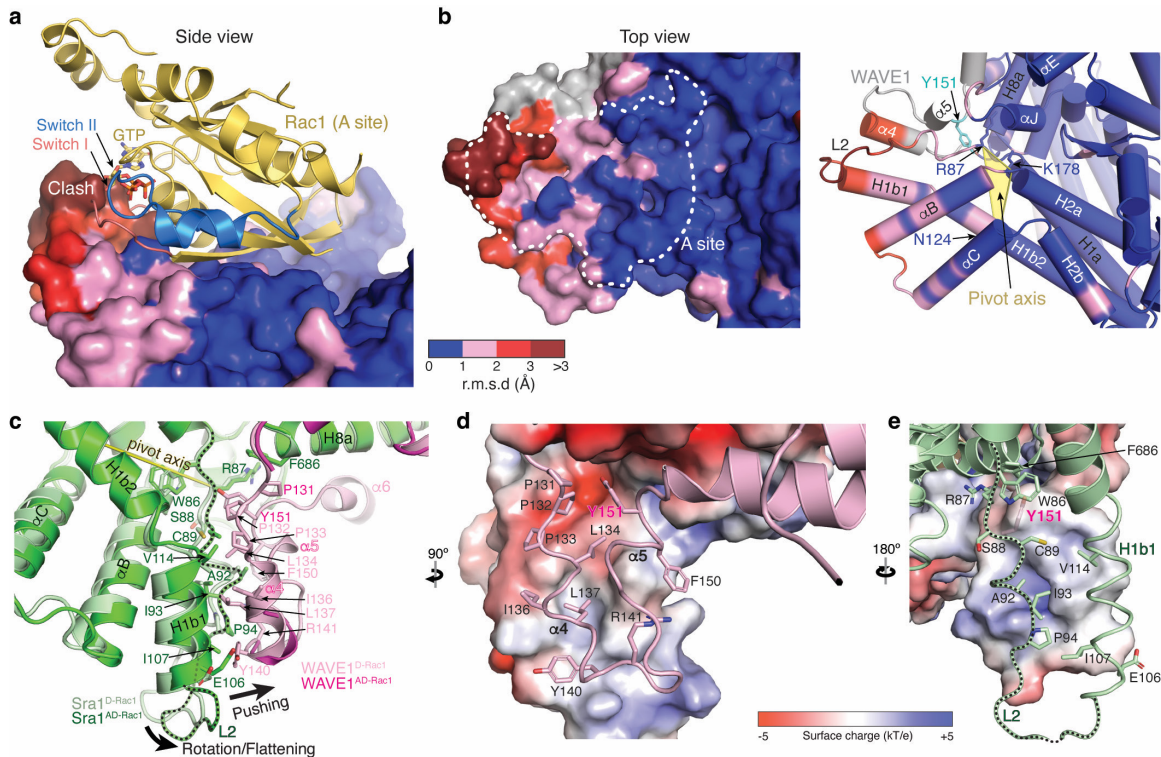 a
Side view
Rac1 (A site)
Switch II
GTP
Switch I
Clash
b
Top view
A site
0 1 2 3 >3
r.m.s.d (Å)
WAVE1
Y151
α5
H8a
αE
αJ
α4
L2
R87
K178
H1b1
αB
H2a
N124
αC
H1b2
H1a
H2b
Pivot axis
c
pivot axis
H8a
R87
F686
H1b2
P131
α6
αC
W86
Y151
S88
P132
P133
C89
α5
V114
L134
αB
F150
A92
α4
I136
I93
L137
H1b1
R141
P94
I107
Y140
WAVE1D-Rac1
E106
WAVE1AD-Rac1
Sra1D-Rac1
Pushing
Sra1AD-Rac1
L2
Rotation/Flattening
90°
d
P131
P132
Y151
P133
L134
α5
F150
L137
I136
R141
α4
Y140
-5 Surface charge (kT/e) +5
180°
e
F686
R87
W86
Y151
H1b1
S88
C89
V114
A92
I93
P94
I107
E106
L2